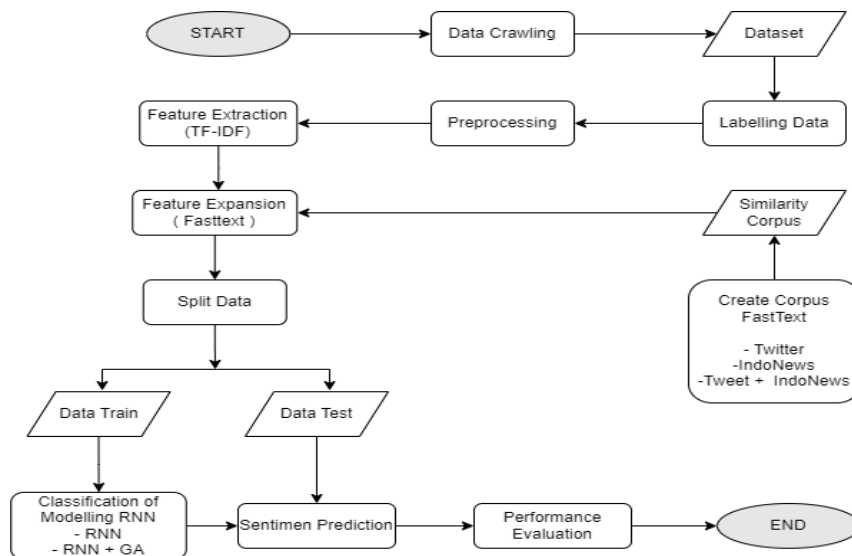 START
Data Crawling
Dataset
Feature Extraction
(TF-IDF)
Preprocessing
Labelling Data
Feature Expansion
( Fasttext )
Similarity
Corpus
Split Data
Create Corpus
FastText
- Twitter
-IndoNews
-Tweet + IndoNews
Data Train
Data Test
Classification of
Modelling RNN
- RNN
- RNN + GA
Sentimen Prediction
Performance
Evaluation
END